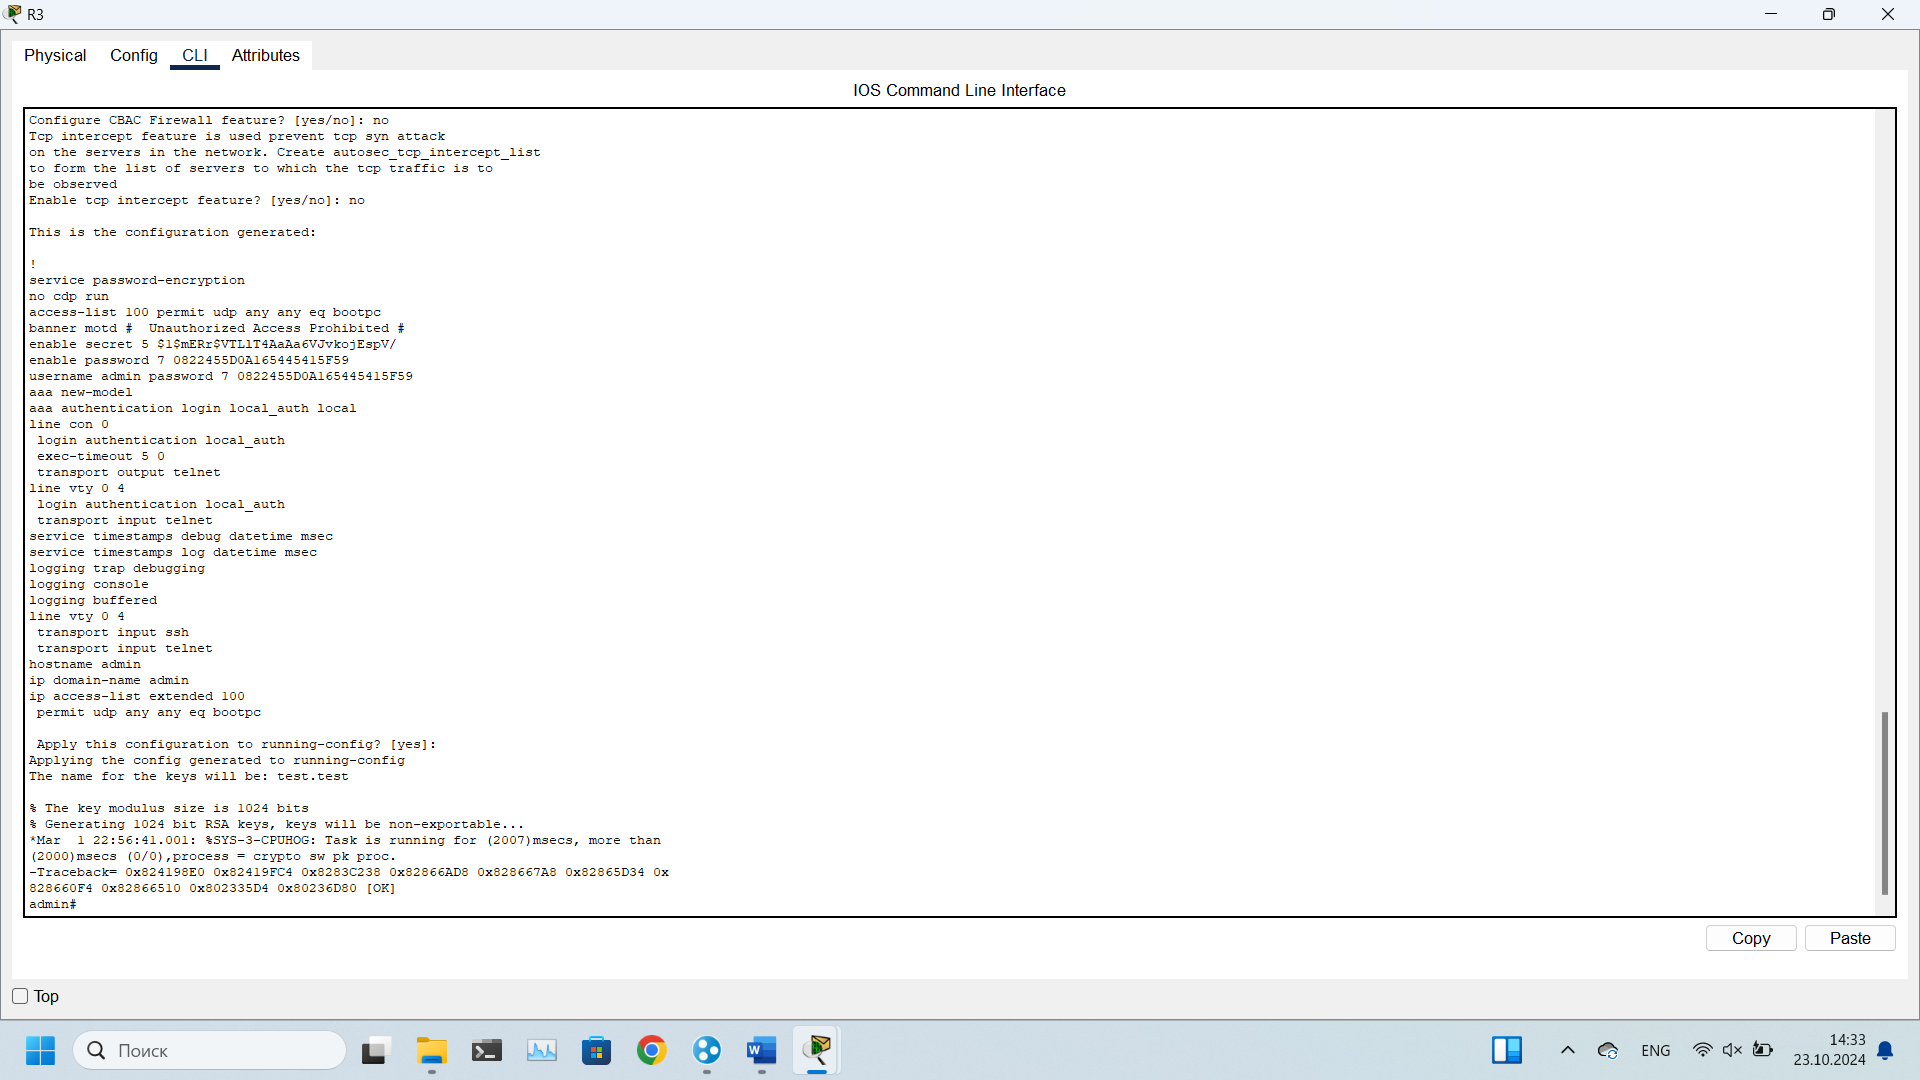 R3
Physical Config CLI Attributes
IOS Command Line Interface
Configure CBAC Firewall feature? [yes/no]: no
Tcp intercept feature is used prevent tcp syn attack
on the servers in the network. Create autosec_tcp_intercept_list
to form the list of servers to which the tcp traffic is to
be observed
Enable tcp intercept feature? [yes/no]: no
This is the configuration generated:
!
service password-encryption
no cdp run
access-list 100 permit udp any any eq bootpc
banner motd #  Unauthorized Access Prohibited #
enable secret 5 $1$mERr$VTLlT4AaAa6VJvkojEspV/
enable password 7 0822455D0A165445415F59
username admin password 7 0822455D0A165445415F59
aaa new-model
aaa authentication login local_auth local
line con 0
 login authentication local_auth
 exec-timeout 5 0
 transport output telnet
line vty 0 4
 login authentication local_auth
 transport input telnet
service timestamps debug datetime msec
service timestamps log datetime msec
logging trap debugging
logging console
logging buffered
line vty 0 4
 transport input ssh
 transport input telnet
hostname admin
ip domain-name admin
ip access-list extended 100
 permit udp any any eq bootpc
 Apply this configuration to running-config? [yes]:
Applying the config generated to running-config
The name for the keys will be: test.test
% The key modulus size is 1024 bits
% Generating 1024 bit RSA keys, keys will be non-exportable...
*Mar  1 22:56:41.001: %SYS-3-CPUHOG: Task is running for (2007)msecs, more than
(2000)msecs (0/0),process = crypto sw pk proc.
-Traceback= 0x824198E0 0x82419FC4 0x8283C238 0x82866AD8 0x828667A8 0x82865D34 0x
828660F4 0x82866510 0x802335D4 0x80236D80 [OK]
admin#
Copy Paste
Top
Поиск
ENG
14:33
23.10.2024